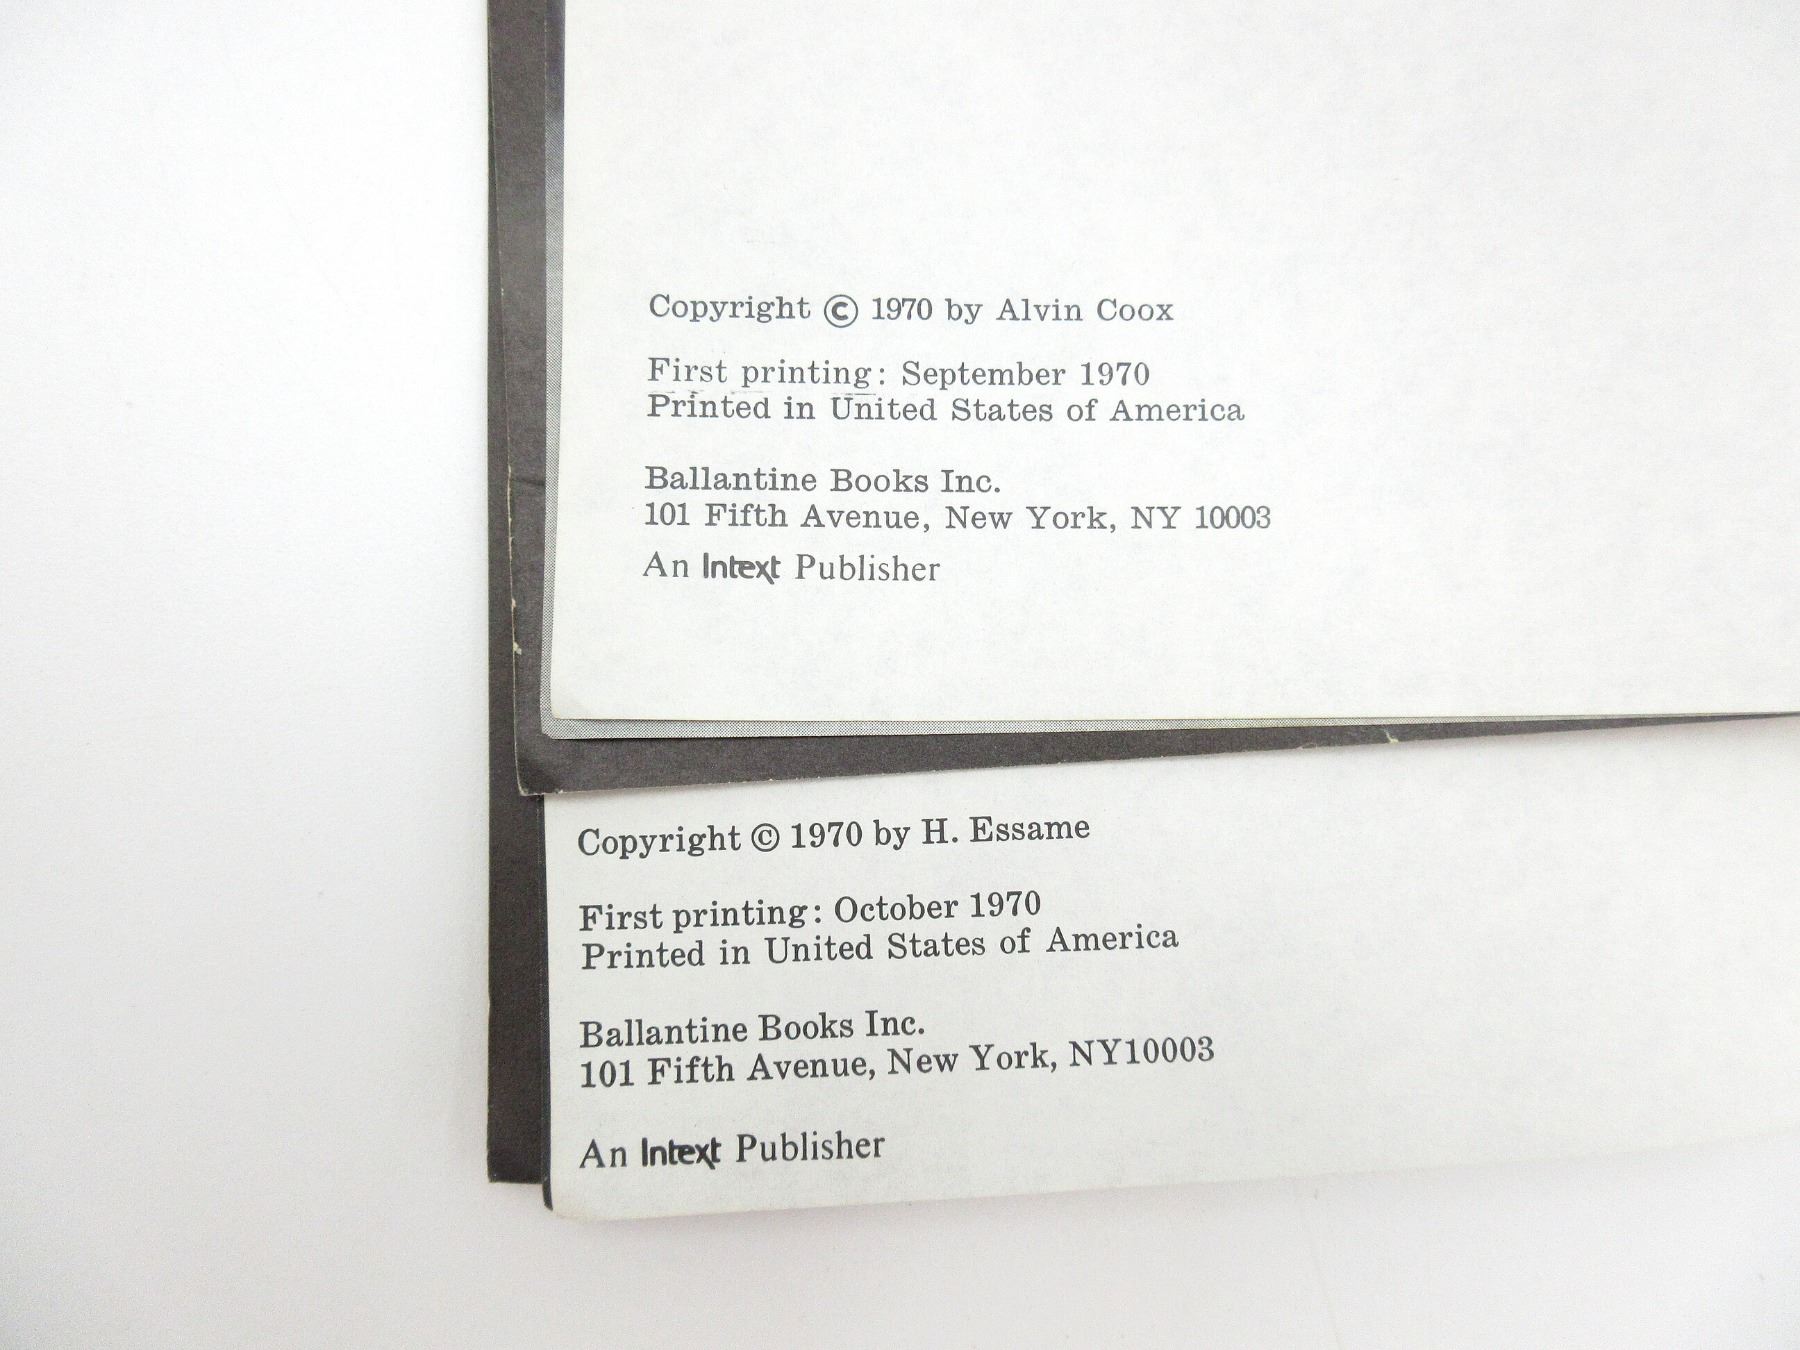 Copyright © 1970 by Alvin Coox
First printing: September 1970
Printed in United States of America
Ballantine Books Inc.
101 Fifth Avenue, New York, NY 10003
An Intext Publisher
Copyright © 1970 by H. Essame
First printing: October 1970
Printed in United States of America
Ballantine Books Inc.
101 Fifth Avenue, New York, NY10003
An Intext Publisher